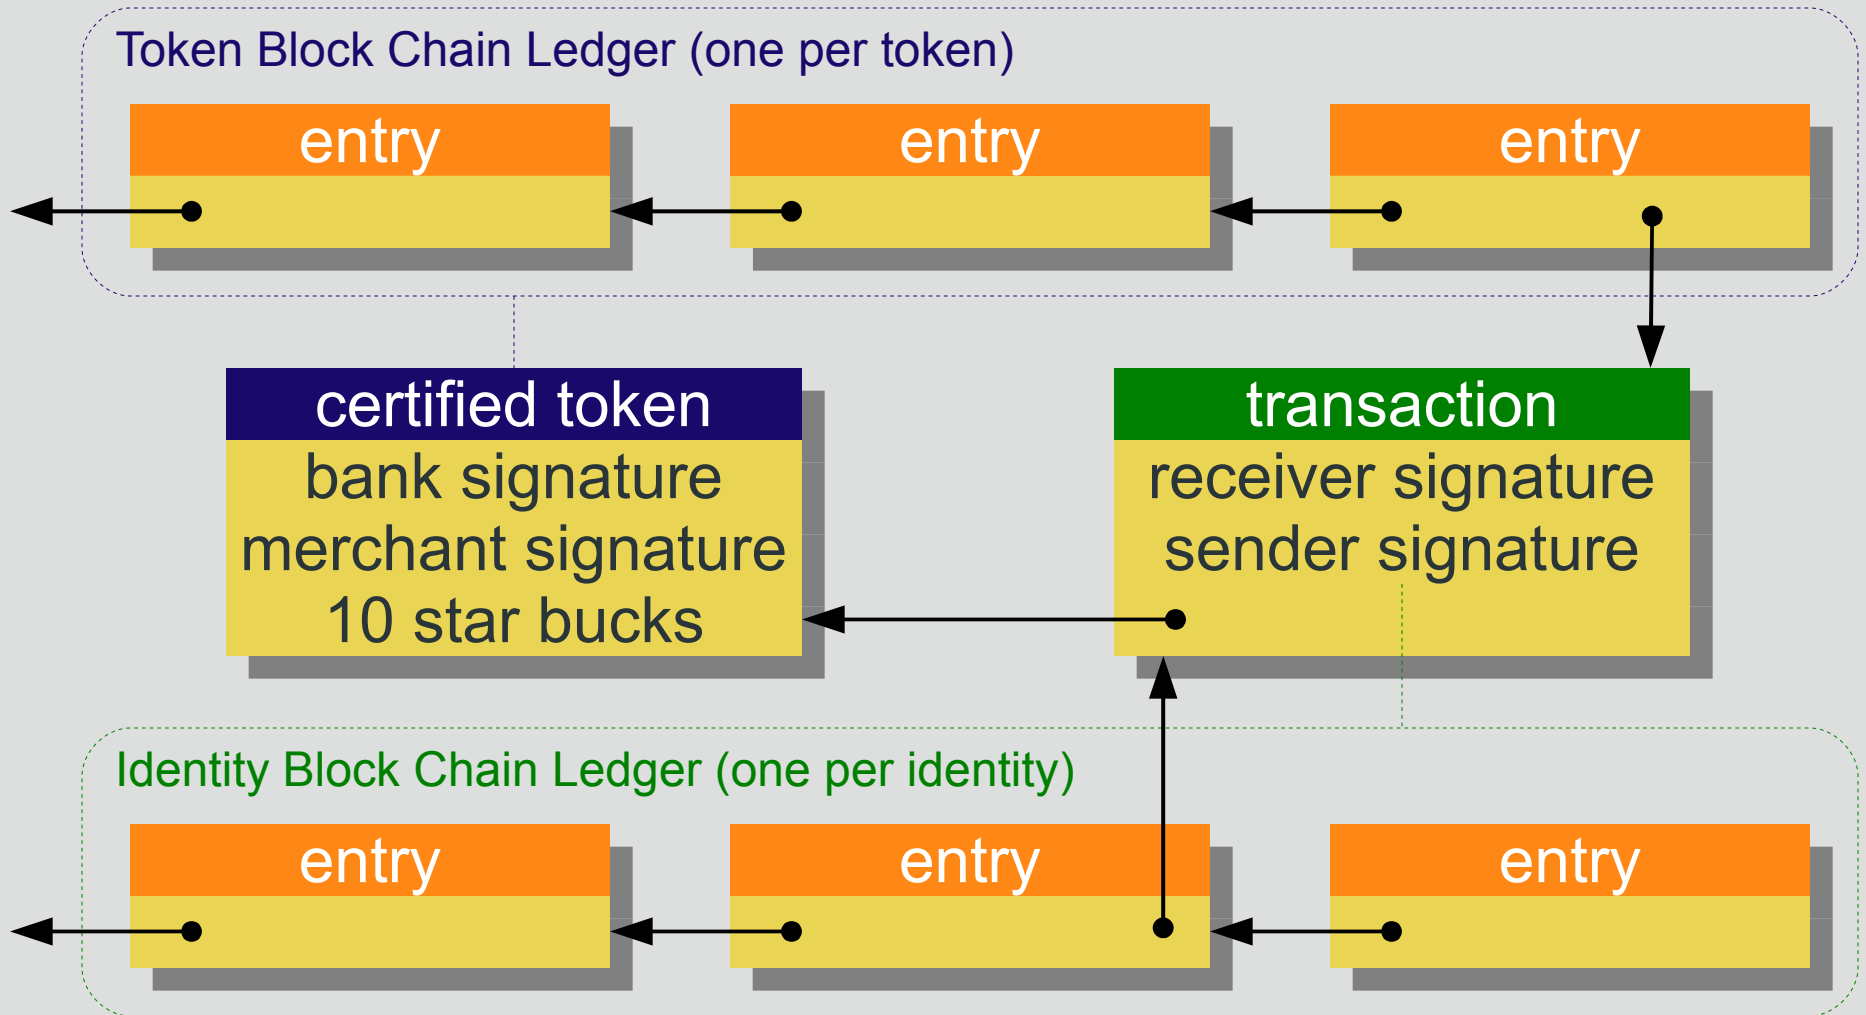 Token Block Chain Ledger (one per token)
entry
entry
entry
certified token
bank signature
merchant signature
10 star bucks
transaction
receiver signature
sender signature
Identity Block Chain Ledger (one per identity)
entry
entry
entry